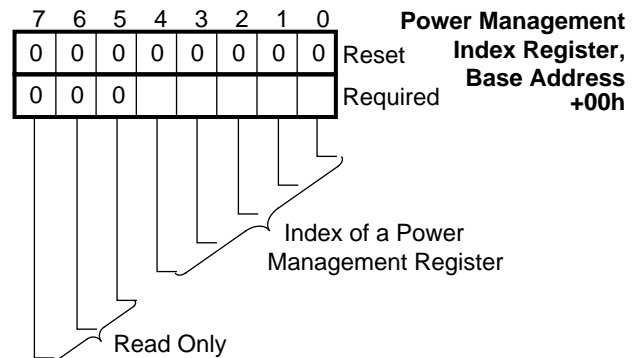 7 6 5 4 3 2 1 0
0 0 0 0 0 0 0 0 Reset
0 0 0 Required
Power Management
Index Register,
Base Address
+00h
Index of a Power
Management Register
Read Only